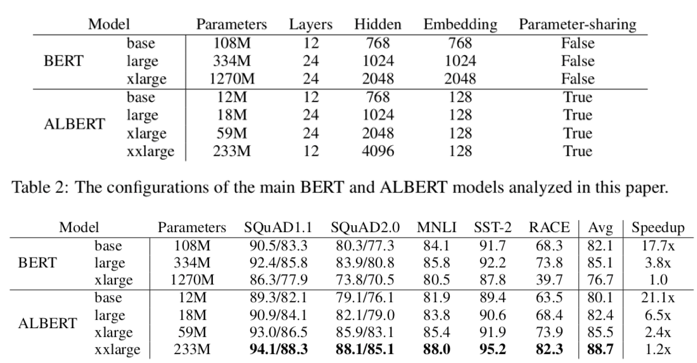 Model Parameters Layers Hidden Embedding Parameter-sharing
base 108M 12 768 768 False
BERT large 334M 24 1024 1024 False
xlarge 1270M 24 2048 2048 False
base 12M 12 768 128 True
large 18M 24 1024 128 True
ALBERT
xlarge 59M 24 2048 128 True
xxlarge 233M 12 4096 128 True
Table 2: The configurations of the main BERT and ALBERT models analyzed in this paper.
Model Parameters SQuAD1.1 SQuAD2.0 MNLI SST-2 RACE Avg Speedup
base 108M 90.5/83.3 80.3/77.3 84.1 91.7 68.3 82.1 17.7x
BERT large 334M 92.4/85.8 83.9/80.8 85.8 92.2 73.8 85.1 3.8x
xlarge 1270M 86.3/77.9 73.8/70.5 80.5 87.8 39.7 76.7 1.0
base 12M 89.3/82.1 79.1/76.1 81.9 89.4 63.5 80.1 21.1x
large 18M 90.9/84.1 82.1/79.0 83.8 90.6 68.4 82.4 6.5x
ALBERT
xlarge 59M 93.0/86.5 85.9/83.1 85.4 91.9 73.9 85.5 2.4x
xxlarge 233M 94.1/88.3 88.1/85.1 88.0 95.2 82.3 88.7 1.2x